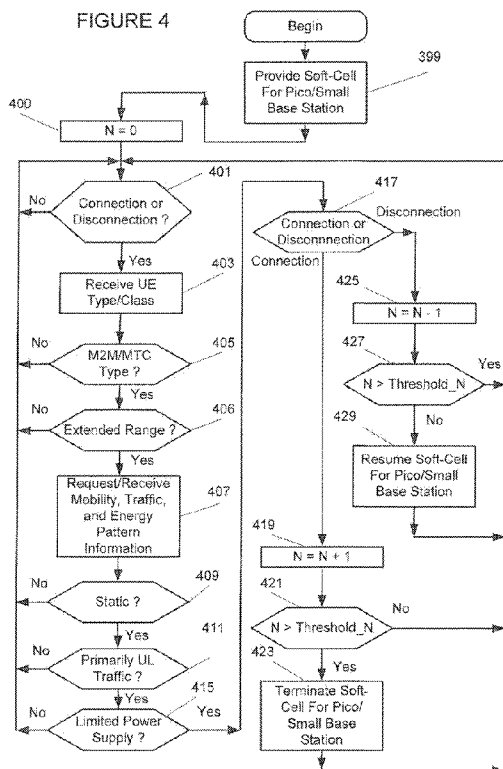 FIGURE 4
Begin
399
Provide Soft-Cell
For Pico/Small
Base Station
400
N = 0
401
Connection or
Disconnection ?
No
Yes
403
Receive UE
Type/Class
405
No
M2M/MTC
Type ?
Yes
406
No
Extended Range ?
Yes
Request/Receive
Mobility, Traffic,
and Energy
Pattern
Information
407
No
Static ?
409
Yes
411
No
Primarily UL
Traffic ?
Yes
415
No
Limited Power
Supply ?
Yes
417
Connection or
Disconnnection
Disconnection
Connection
425
N = N - 1
427
N > Threshold_N
Yes
No
429
Resume Soft-Cell
For Pico/Small
Base Station
419
N = N + 1
421
N > Threshold_N
No
Yes
423
Terminate Soft-
Cell For Pico/
Small Base
Station